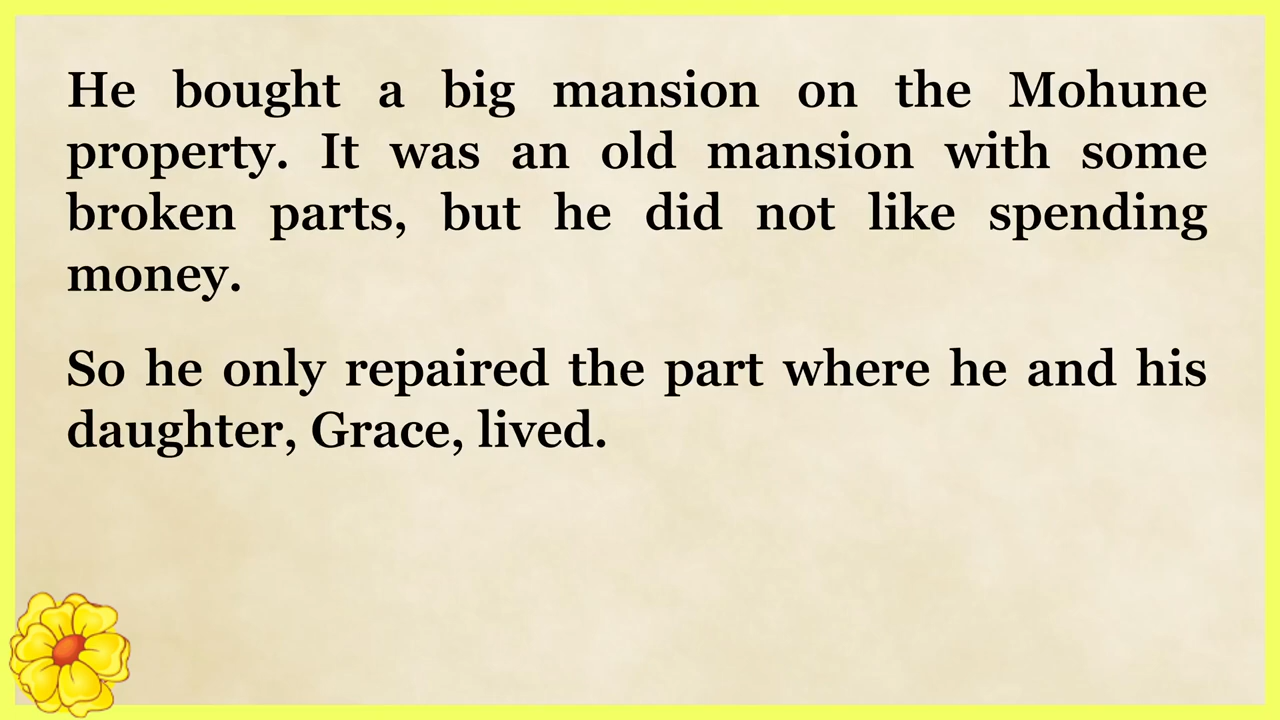 He bought a big mansion on the Mohune
property. It was an old mansion with some
broken parts, but he did not like spending
money.
So he only repaired the part where he and his
daughter, Grace, lived.